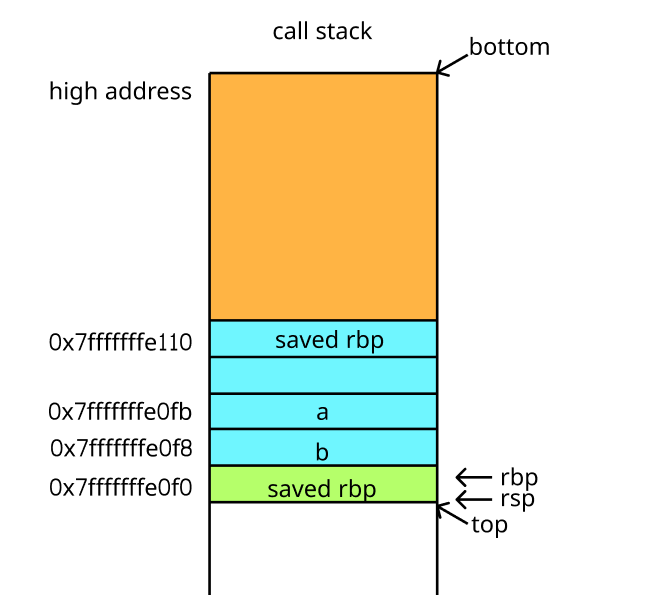 call stack
bottom
high address
0x7fffffffe110
saved rbp
0x7fffffffe0fb
a
0x7fffffffe0f8
b
0x7fffffffe0f0
saved rbp
rbp
rsp
top